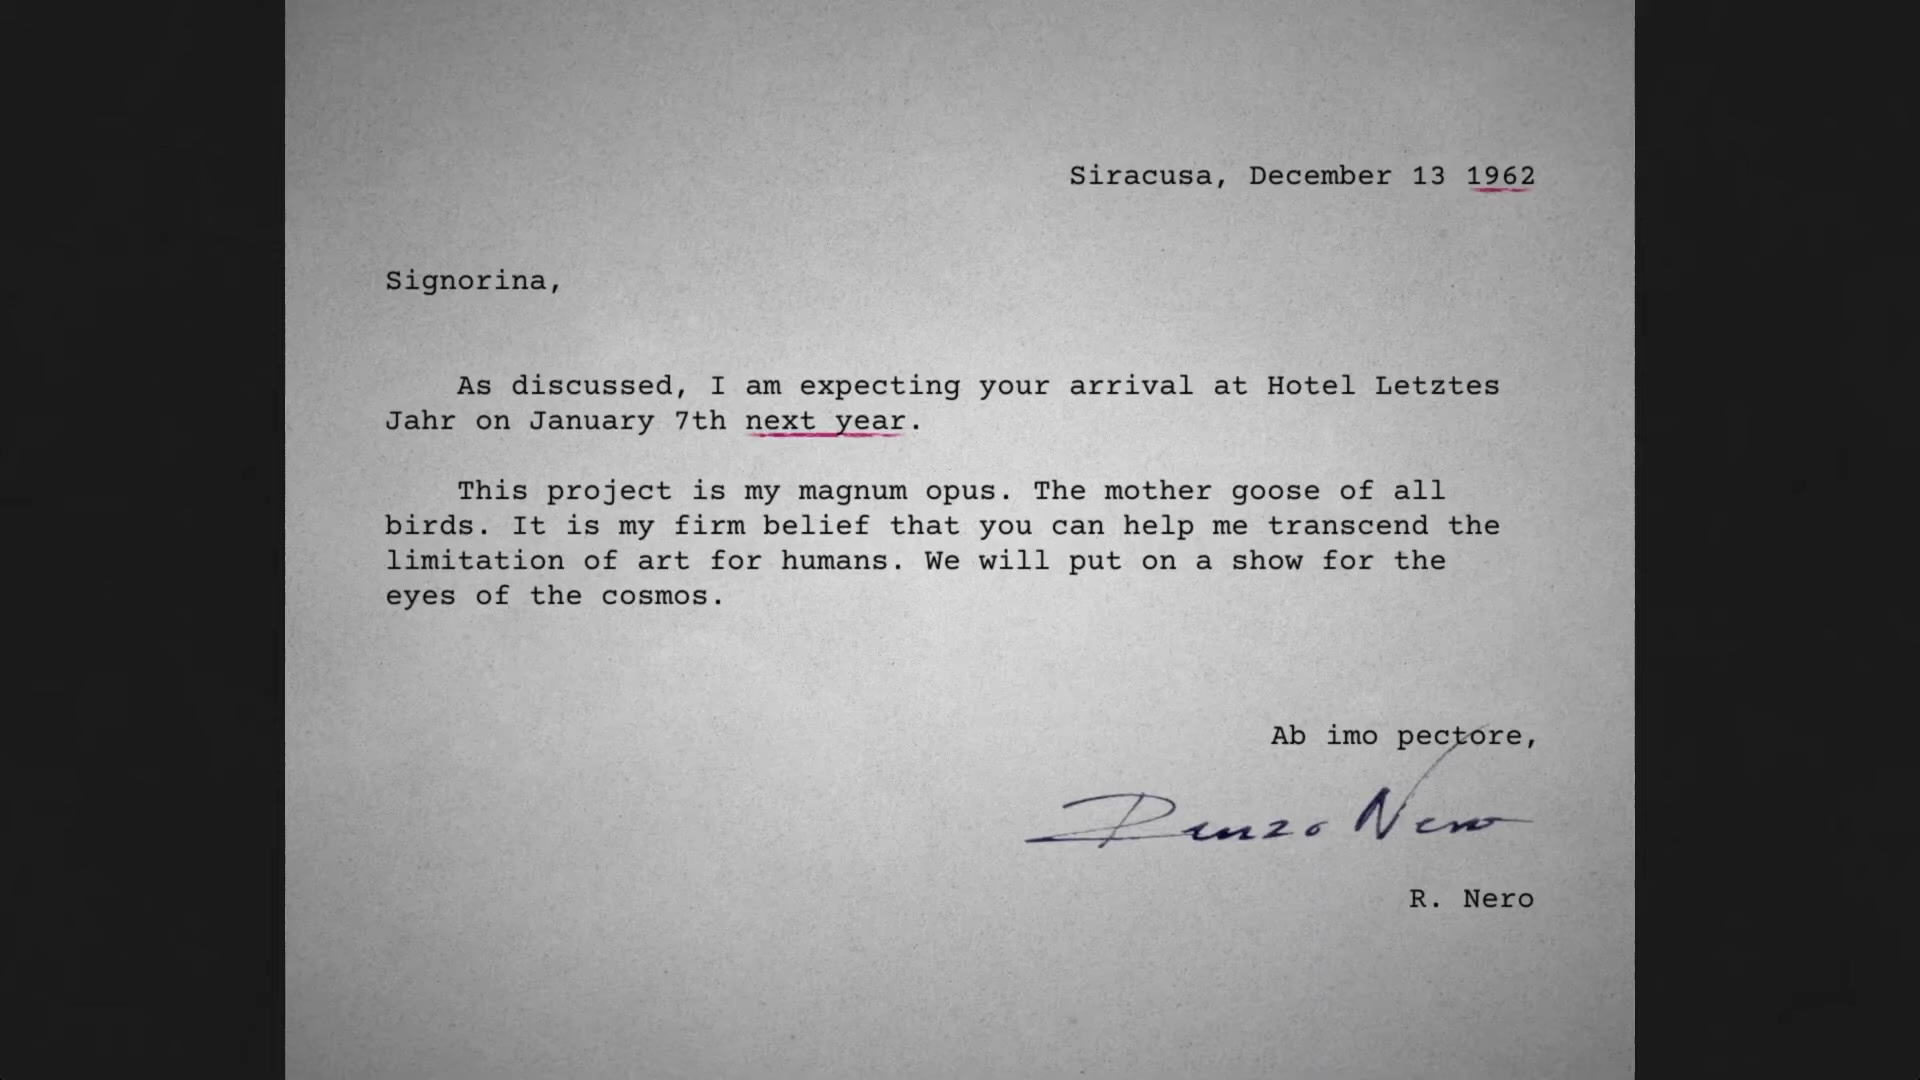 Siracusa, December 13 1962
Signorina,
As discussed, I am expecting your arrival at Hotel Letztes
Jahr on January 7th next year.
This project is my magnum opus. The mother goose of all
birds. It is my firm belief that you can help me transcend the
limitation of art for humans. We will put on a show for the
eyes of the cosmos.
Ab imo pectore,
Renzo Nero
R. Nero